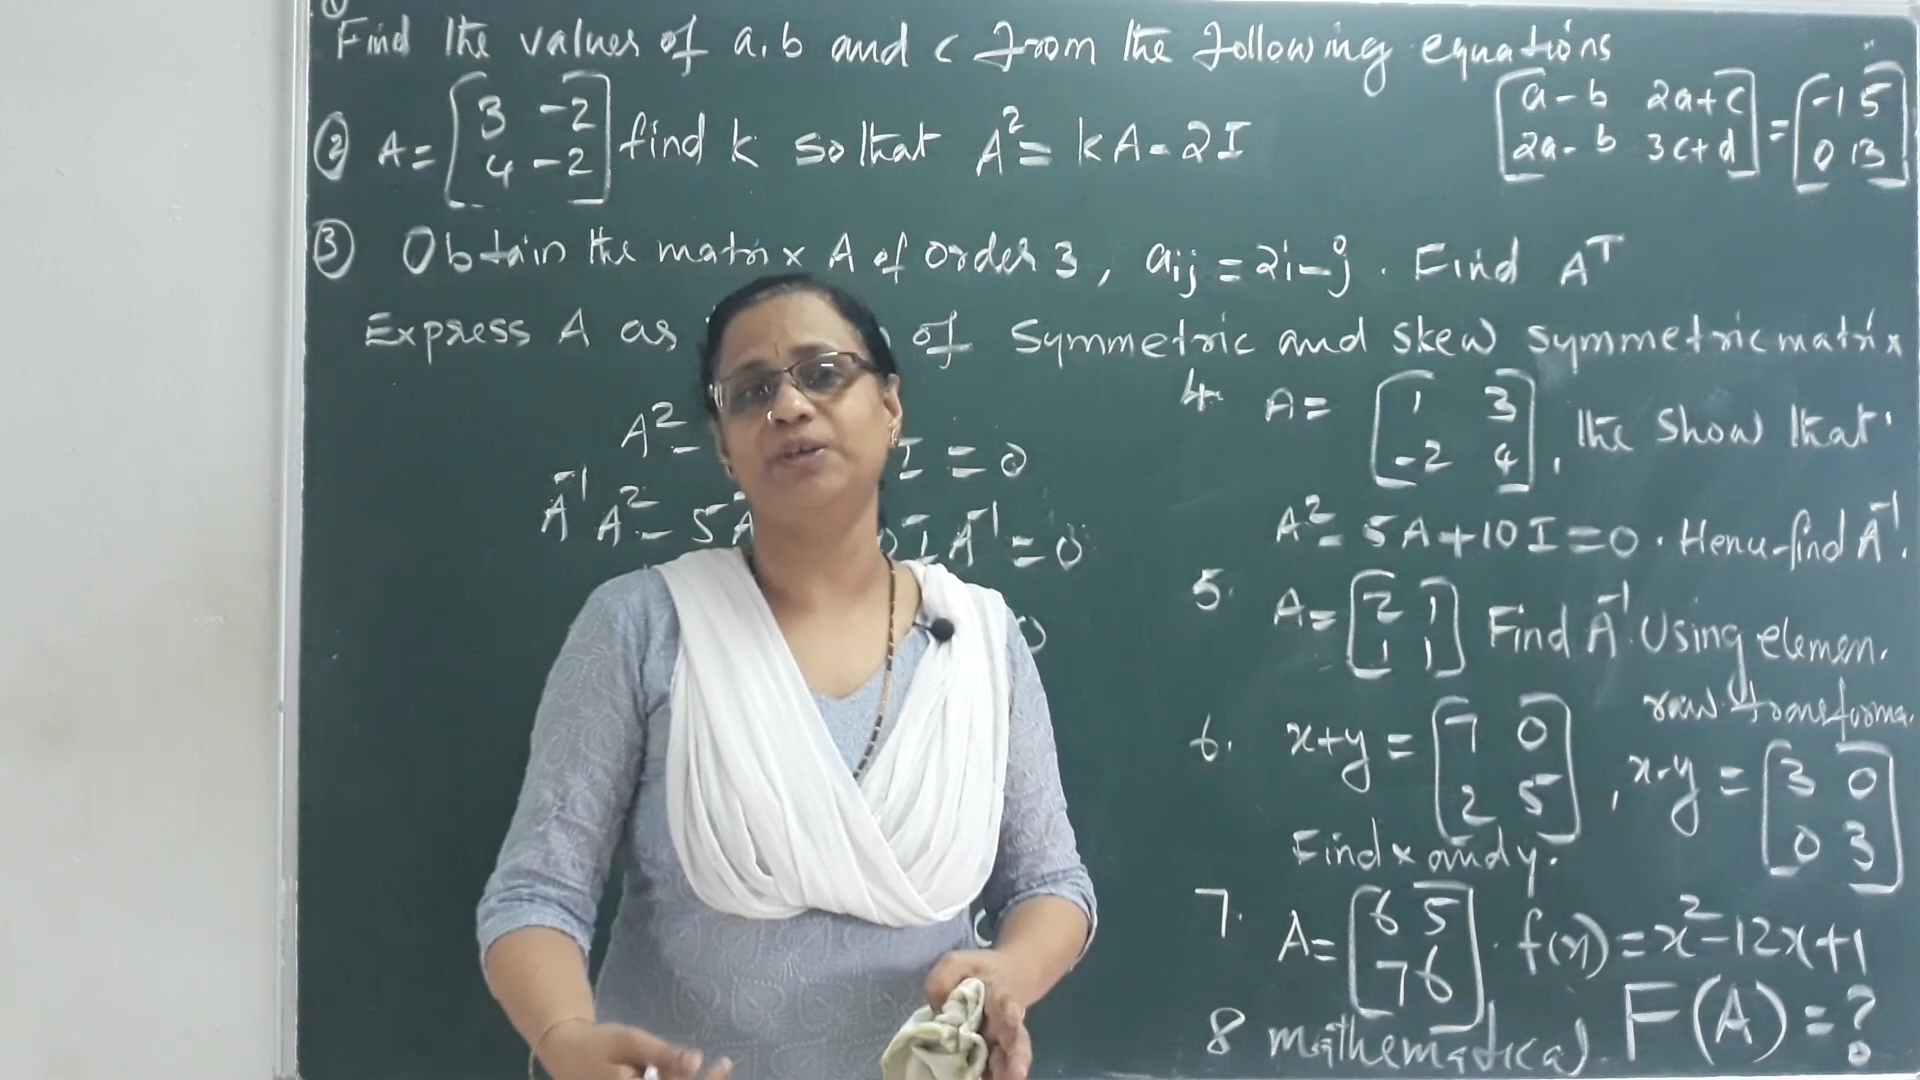 ①
Find the values of a, b and c from the following equations
[a-b 2a+c] = [-1 5]
[2a-b 3c+d] [0 13]
② A = [3 -2] find k so that A² = kA - 2I
[4 -2]
③ Obtain the matrix A of order 3, aij = 2i-j. Find Aᵀ
Express A as of Symmetric and skew symmetric matrix
A² - I = 0
A⁻¹ A² - 5A I A⁻¹ = 0
0
4. A = [1 3] , the show that
[-2 4]
A² - 5A + 10I = 0. Hence find A⁻¹.
5. A = [2 1] Find A⁻¹ Using elemen.
[1 1]
row transforma.
6. x+y = [7 0] , x-y = [3 0]
[2 5] [0 3]
Find x and y.
7. A = [6 5] . f(x) = x² - 12x + 1
[7 6]
F(A) = ?
8 mathematical